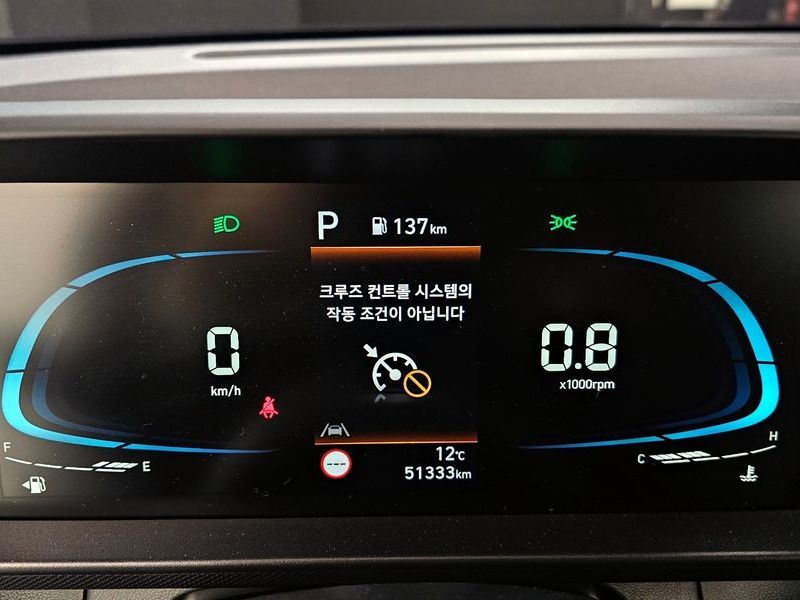 P 137km
크루즈 컨트롤 시스템의
작동 조건이 아닙니다
0
km/h
0.8
x1000rpm
F E
C H
---
12℃
51333km